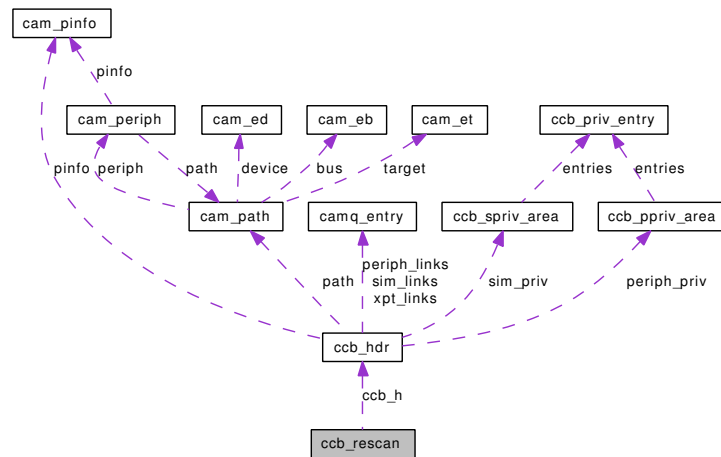 cam_pinfo
pinfo
cam_periph
cam_ed
cam_eb
cam_et
ccb_priv_entry
pinfo
periph
path
device
bus
target
entries
entries
cam_path
camq_entry
ccb_spriv_area
ccb_ppriv_area
path
periph_links
sim_links
xpt_links
sim_priv
periph_priv
ccb_hdr
ccb_h
ccb_rescan